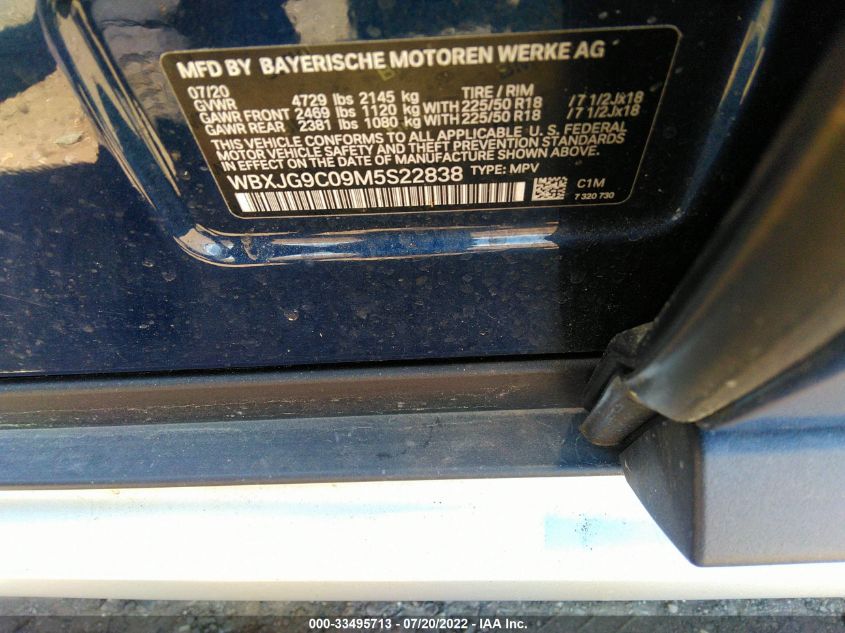 MFD BY BAYERISCHE MOTOREN WERKE AG
07/20 TIRE / RIM
GVWR 4729 lbs 2145 kg
GAWR FRONT 2469 lbs 1120 kg WITH 225/50 R18 /7 1/2Jx18
GAWR REAR 2381 lbs 1080 kg WITH 225/50 R18 /7 1/2Jx18
THIS VEHICLE CONFORMS TO ALL APPLICABLE U. S. FEDERAL
MOTOR VEHICLE SAFETY AND THEFT PREVENTION STANDARDS
IN EFFECT ON THE DATE OF MANUFACTURE SHOWN ABOVE.
WBXJG9C09M5S22838 TYPE: MPV
C1M
7 320 730
000-33495713 - 07/20/2022 - IAA Inc.